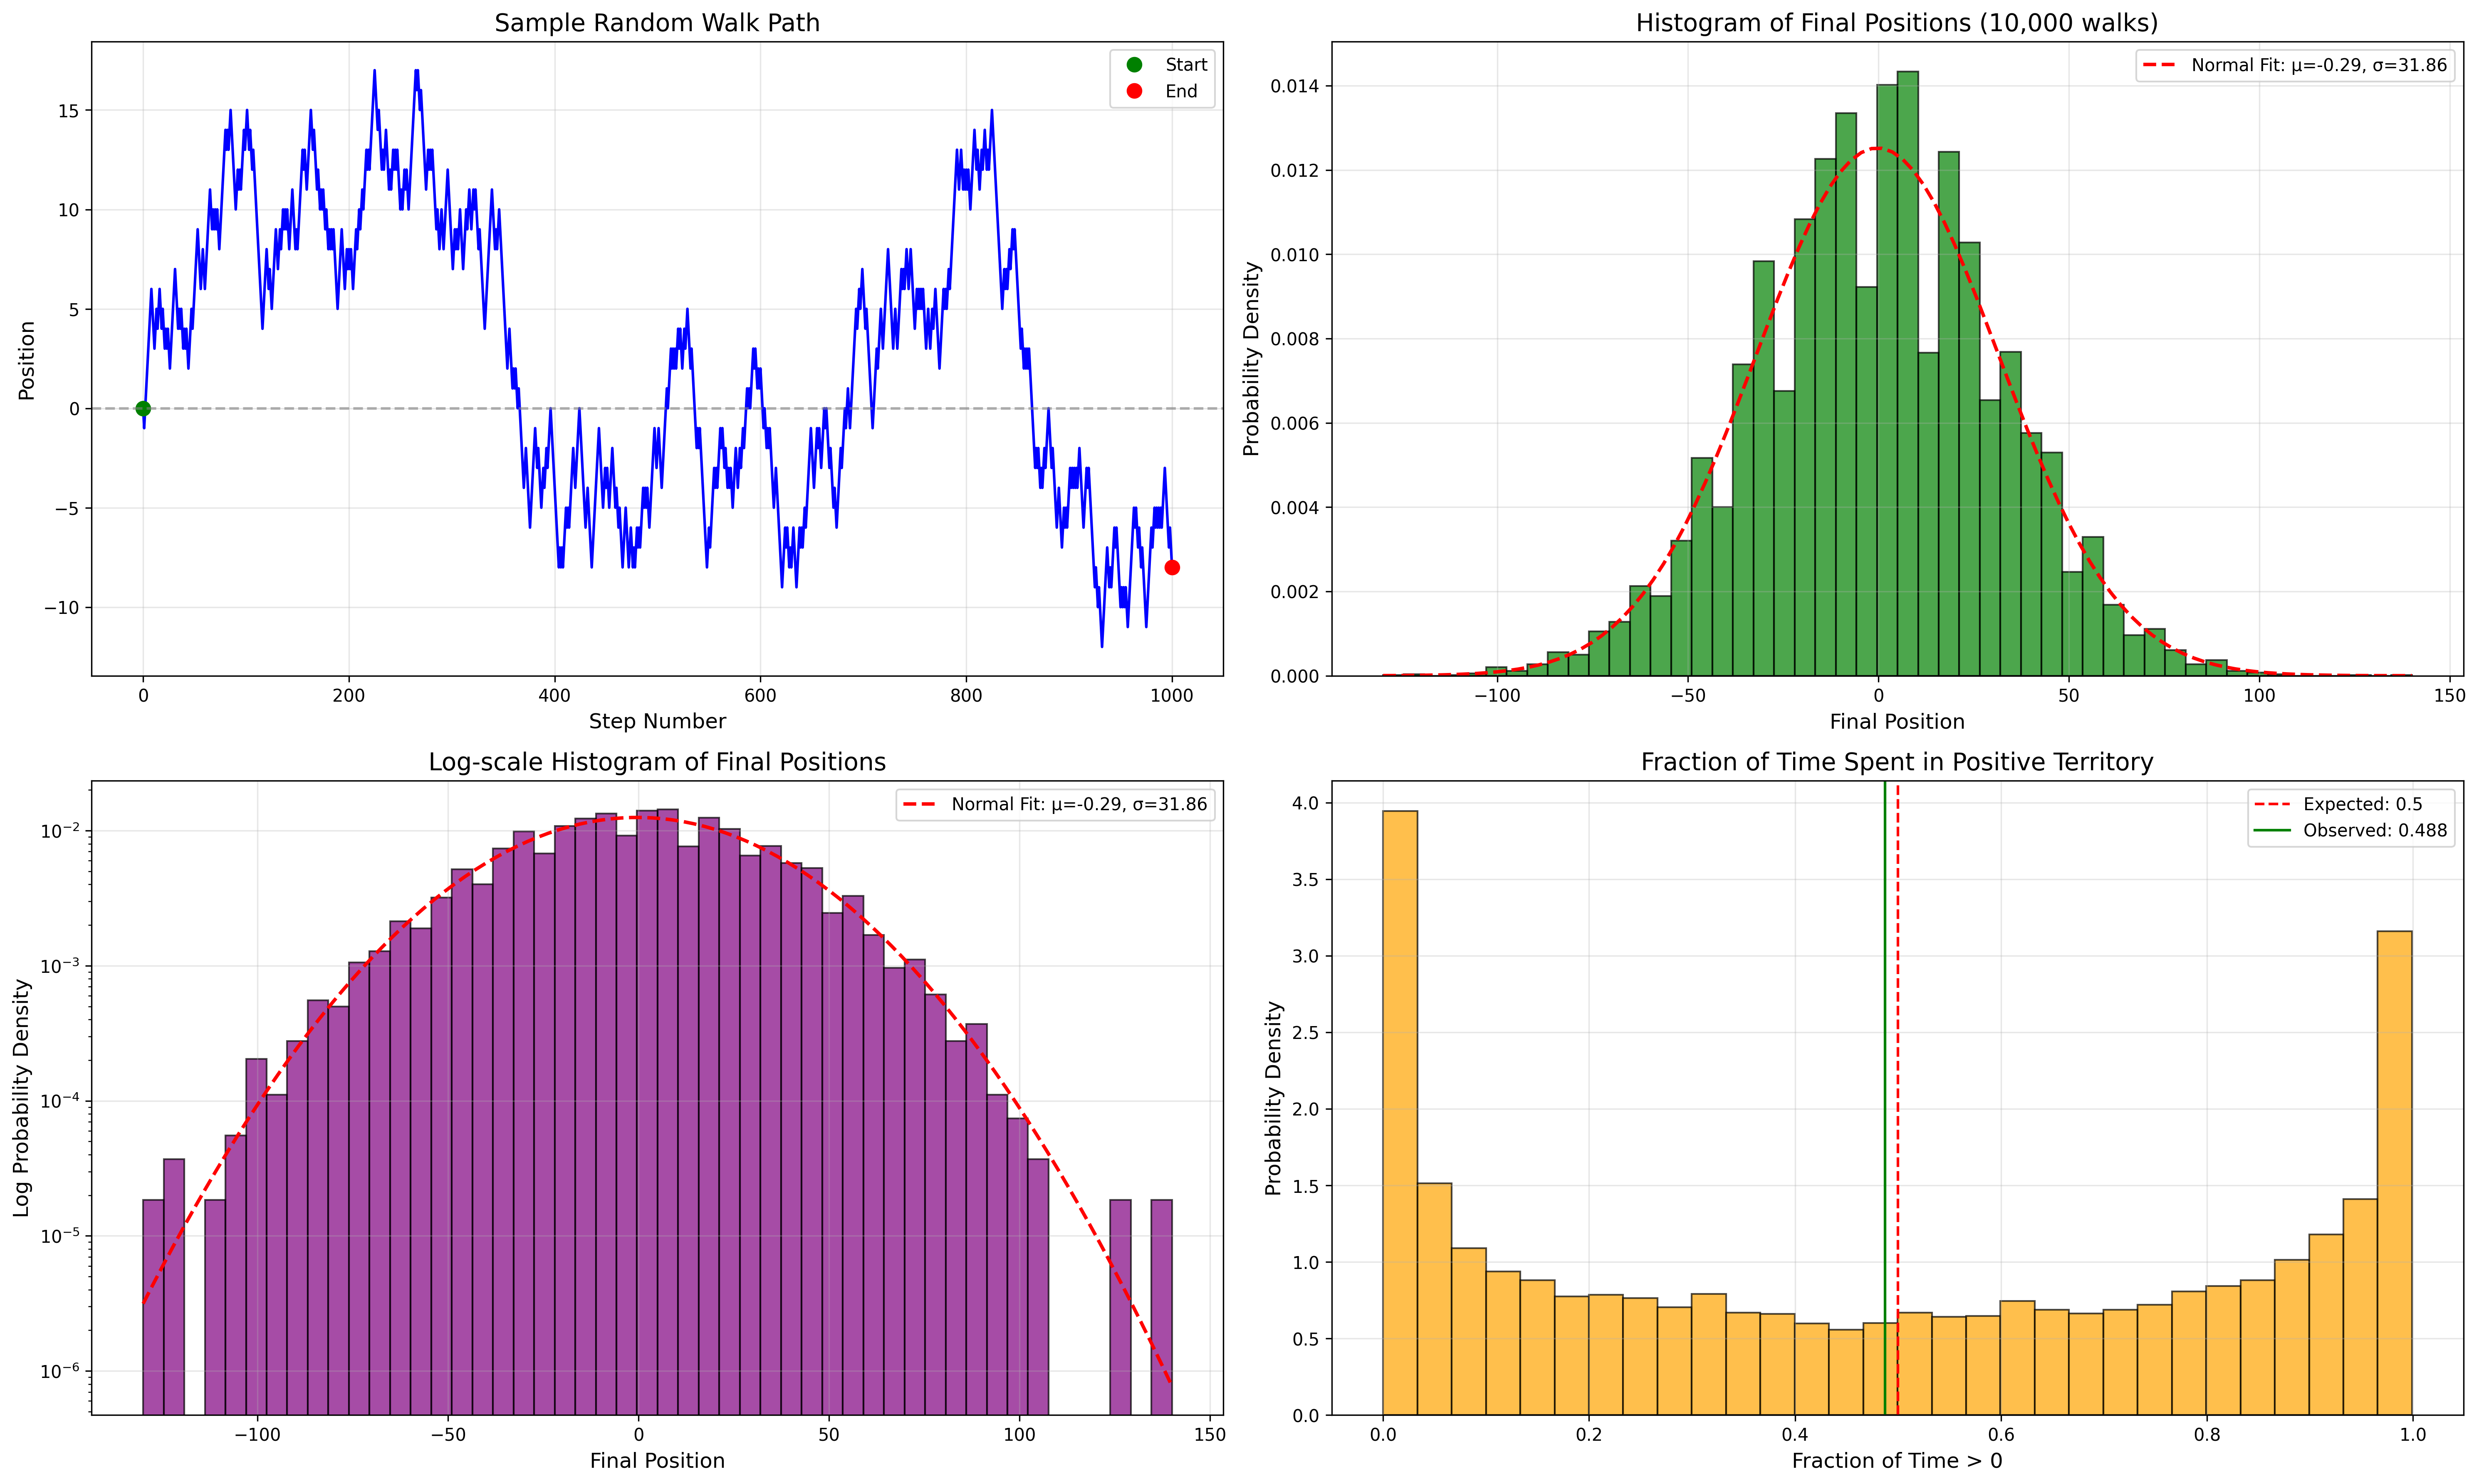 Sample Random Walk Path
Start
End
15
10
5
0
−5
−10
Position
0
200
400
600
800
1000
Step Number
Histogram of Final Positions (10,000 walks)
Normal Fit: μ=-0.29, σ=31.86
0.014
0.012
0.010
0.008
0.006
0.004
0.002
0.000
Probability Density
−100
−50
0
50
100
150
Final Position
Log-scale Histogram of Final Positions
Normal Fit: μ=-0.29, σ=31.86
10⁻²
10⁻³
10⁻⁴
10⁻⁵
10⁻⁶
Log Probability Density
−100
−50
0
50
100
150
Final Position
Fraction of Time Spent in Positive Territory
Expected: 0.5
Observed: 0.488
4.0
3.5
3.0
2.5
2.0
1.5
1.0
0.5
0.0
Probability Density
0.0
0.2
0.4
0.6
0.8
1.0
Fraction of Time > 0